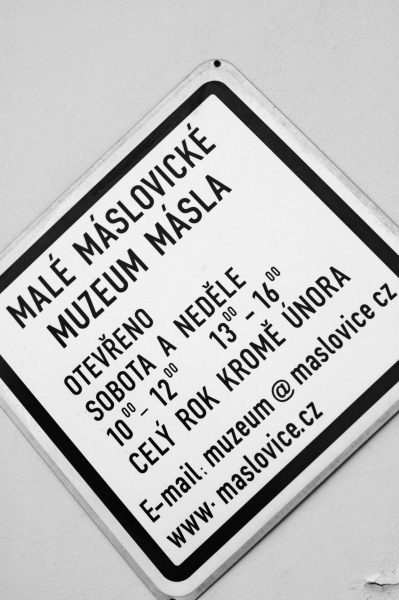 MALÉ MÁSLOVICKÉ
MUZEUM MÁSLA
OTEVŘENO
SOBOTA A NEDĚLE
10⁰⁰ – 12⁰⁰ 13⁰⁰ – 16⁰⁰
CELÝ ROK KROMĚ ÚNORA
E-mail: muzeum@maslovice cz
www. maslovice.cz